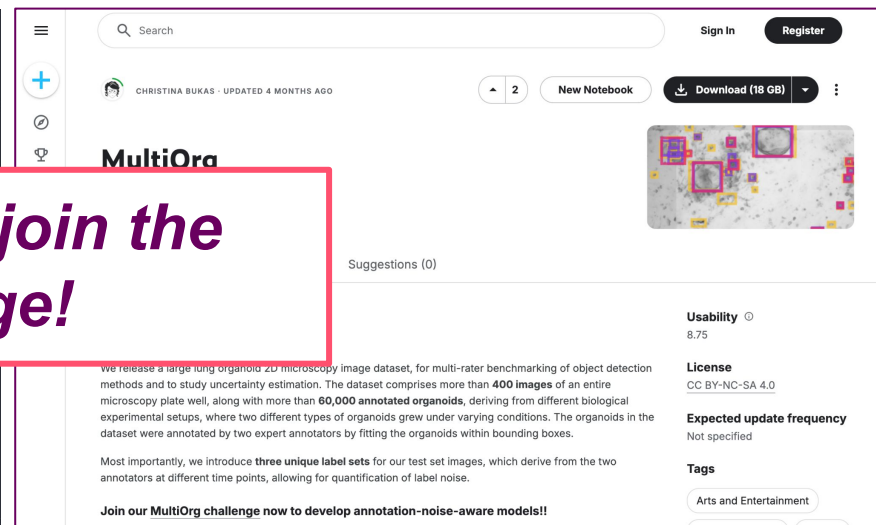 Search
Sign In
Register
CHRISTINA BUKAS · UPDATED 4 MONTHS AGO
2
New Notebook
Download (18 GB)
MultiOrg
join the
ge!
Suggestions (0)
We release a large lung organoid 2D microscopy image dataset, for multi-rater benchmarking of object detection
methods and to study uncertainty estimation. The dataset comprises more than 400 images of an entire
microscopy plate well, along with more than 60,000 annotated organoids, deriving from different biological
experimental setups, where two different types of organoids grew under varying conditions. The organoids in the
dataset were annotated by two expert annotators by fitting the organoids within bounding boxes.
Most importantly, we introduce three unique label sets for our test set images, which derive from the two
annotators at different time points, allowing for quantification of label noise.
Join our MultiOrg challenge now to develop annotation-noise-aware models!!
Usability
8.75
License
CC BY-NC-SA 4.0
Expected update frequency
Not specified
Tags
Arts and Entertainment